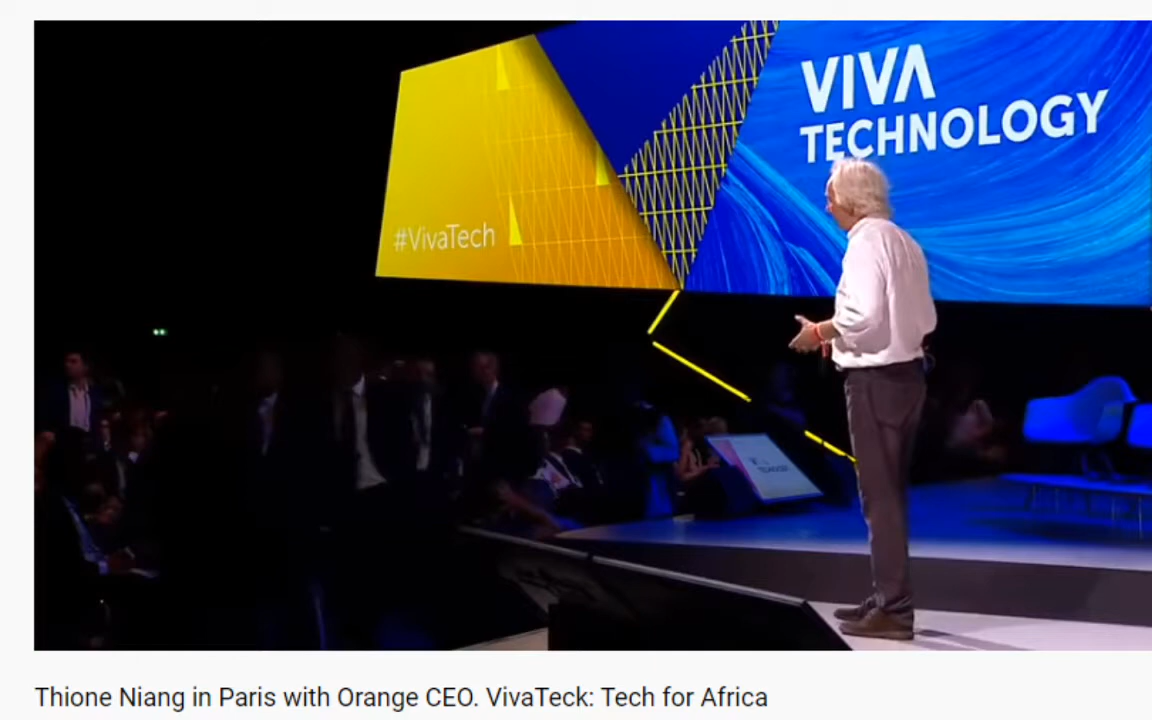 VIVA
TECHNOLOGY
#VivaTech
Thione Niang in Paris with Orange CEO. VivaTeck: Tech for Africa